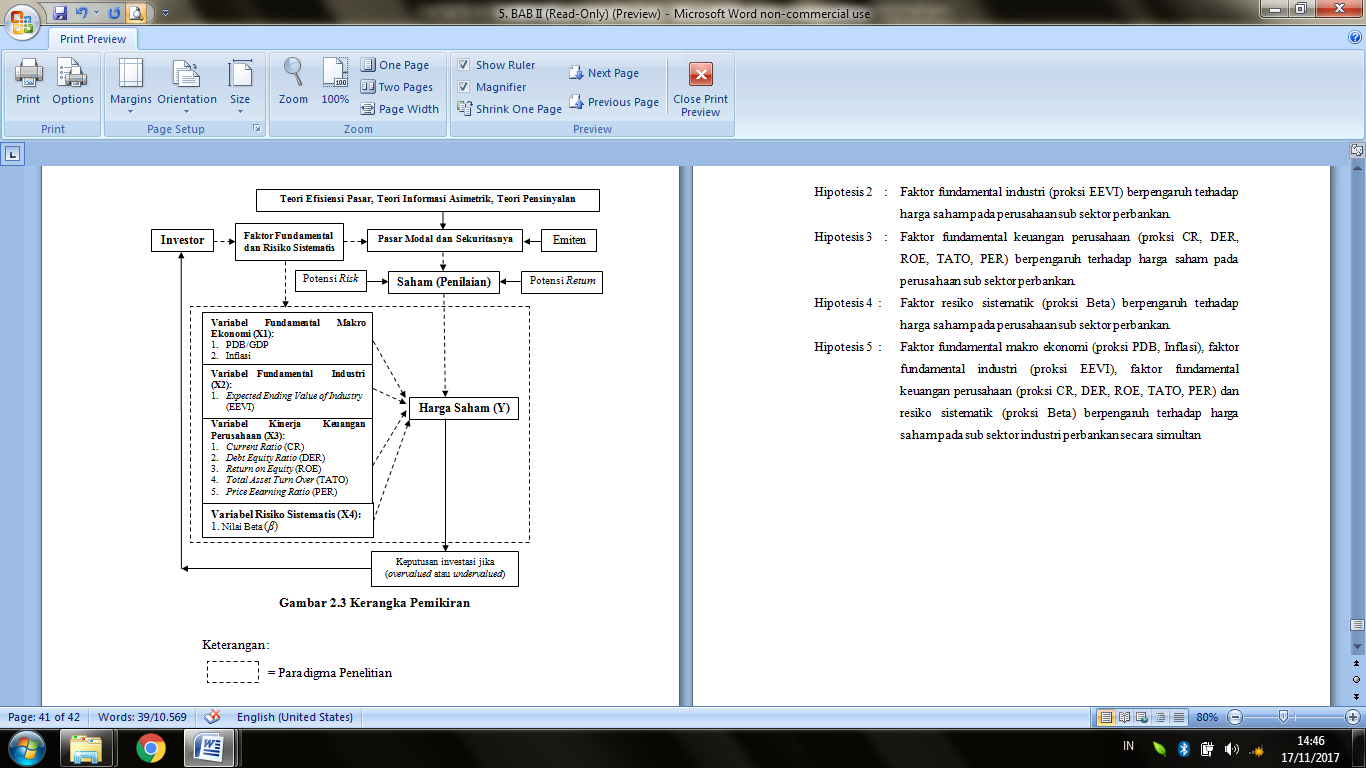 5. BAB II (Read-Only) (Preview) - Microsoft Word non-commercial use
Print Preview
Print
Options
Margins
Orientation
Size
Zoom
100%
One Page
Two Pages
Page Width
Show Ruler
Magnifier
Shrink One Page
Next Page
Previous Page
Close Print
Preview
Print
Page Setup
Zoom
Preview
Teori Efisiensi Pasar, Teori Informasi Asimetrik, Teori Pensinyalan
Investor
Faktor Fundamental
dan Risiko Sistematis
Pasar Modal dan Sekuritasnya
Emiten
Potensi Risk
Saham (Penilaian)
Potensi Return
Variabel Fundamental Makro
Ekonomi (X1):
1. PDB/GDP
2. Inflasi
Variabel Fundamental Industri
(X2):
1. Expected Ending Value of Industry
(EEVI)
Variabel Kinerja Keuangan
Perusahaan (X3):
1. Current Ratio (CR)
2. Debt Equity Ratio (DER)
3. Return on Equity (ROE)
4. Total Asset Turn Over (TATO)
5. Price Eearning Ratio (PER)
Variabel Risiko Sistematis (X4):
1. Nilai Beta (β)
Harga Saham (Y)
Keputusan investasi jika
(overvalued atau undervalued)
Gambar 2.3 Kerangka Pemikiran
Keterangan:
= Paradigma Penelitian
Hipotesis 2 : Faktor fundamental industri (proksi EEVI) berpengaruh terhadap
harga saham pada perusahaan sub sektor perbankan.
Hipotesis 3 : Faktor fundamental keuangan perusahaan (proksi CR, DER,
ROE, TATO, PER) berpengaruh terhadap harga saham pada
perusahaan sub sektor perbankan.
Hipotesis 4 : Faktor resiko sistematik (proksi Beta) berpengaruh terhadap
harga saham pada perusahaan sub sektor perbankan.
Hipotesis 5 : Faktor fundamental makro ekonomi (proksi PDB, Inflasi), faktor
fundamental industri (proksi EEVI), faktor fundamental
keuangan perusahaan (proksi CR, DER, ROE, TATO, PER) dan
resiko sistematik (proksi Beta) berpengaruh terhadap harga
saham pada sub sektor industri perbankan secara simultan
Page: 41 of 42
Words: 39/10.569
English (United States)
80%
IN
14:46
17/11/2017